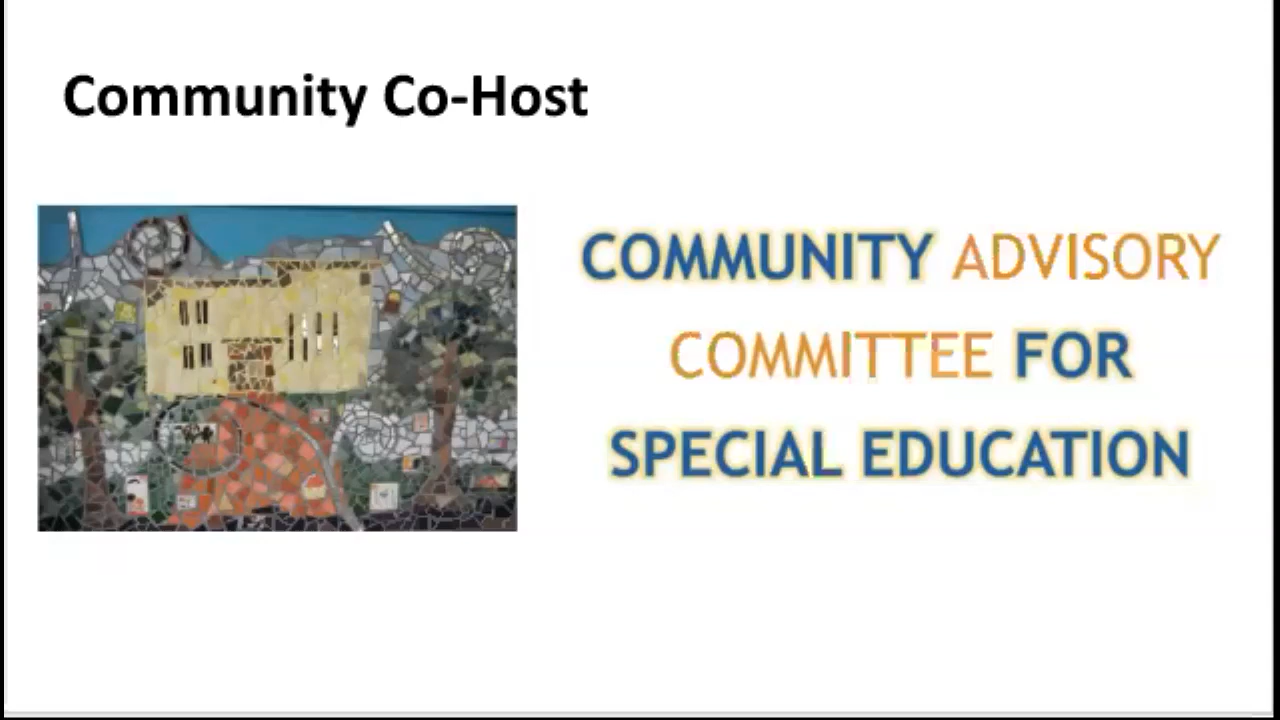 Community Co-Host
COMMUNITY ADVISORY
COMMITTEE FOR
SPECIAL EDUCATION